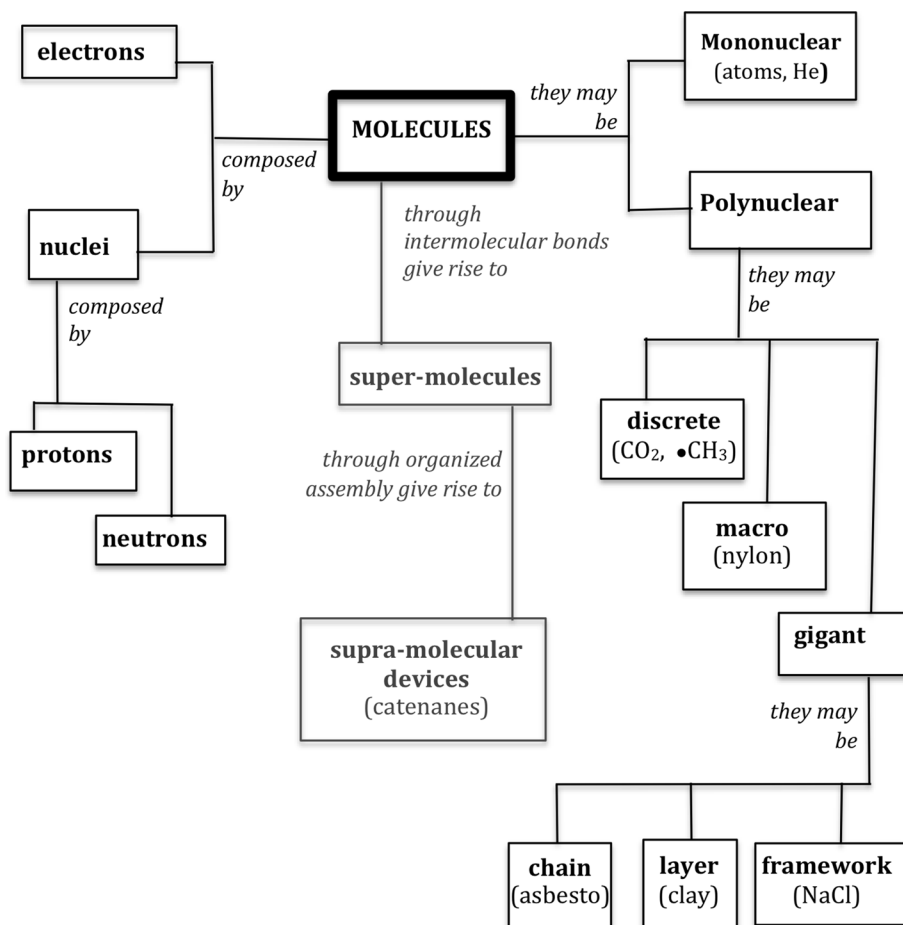 electrons
Mononuclear
(atoms, He)
they may
be
MOLECULES
composed
by
Polynuclear
through
intermolecular bonds
give rise to
nuclei
they may
be
composed
by
super-molecules
discrete
(CO₂, •CH₃)
protons
through organized
assembly give rise to
neutrons
macro
(nylon)
gigant
supra-molecular
devices
(catenanes)
they may
be
chain
(asbesto)
layer
(clay)
framework
(NaCl)